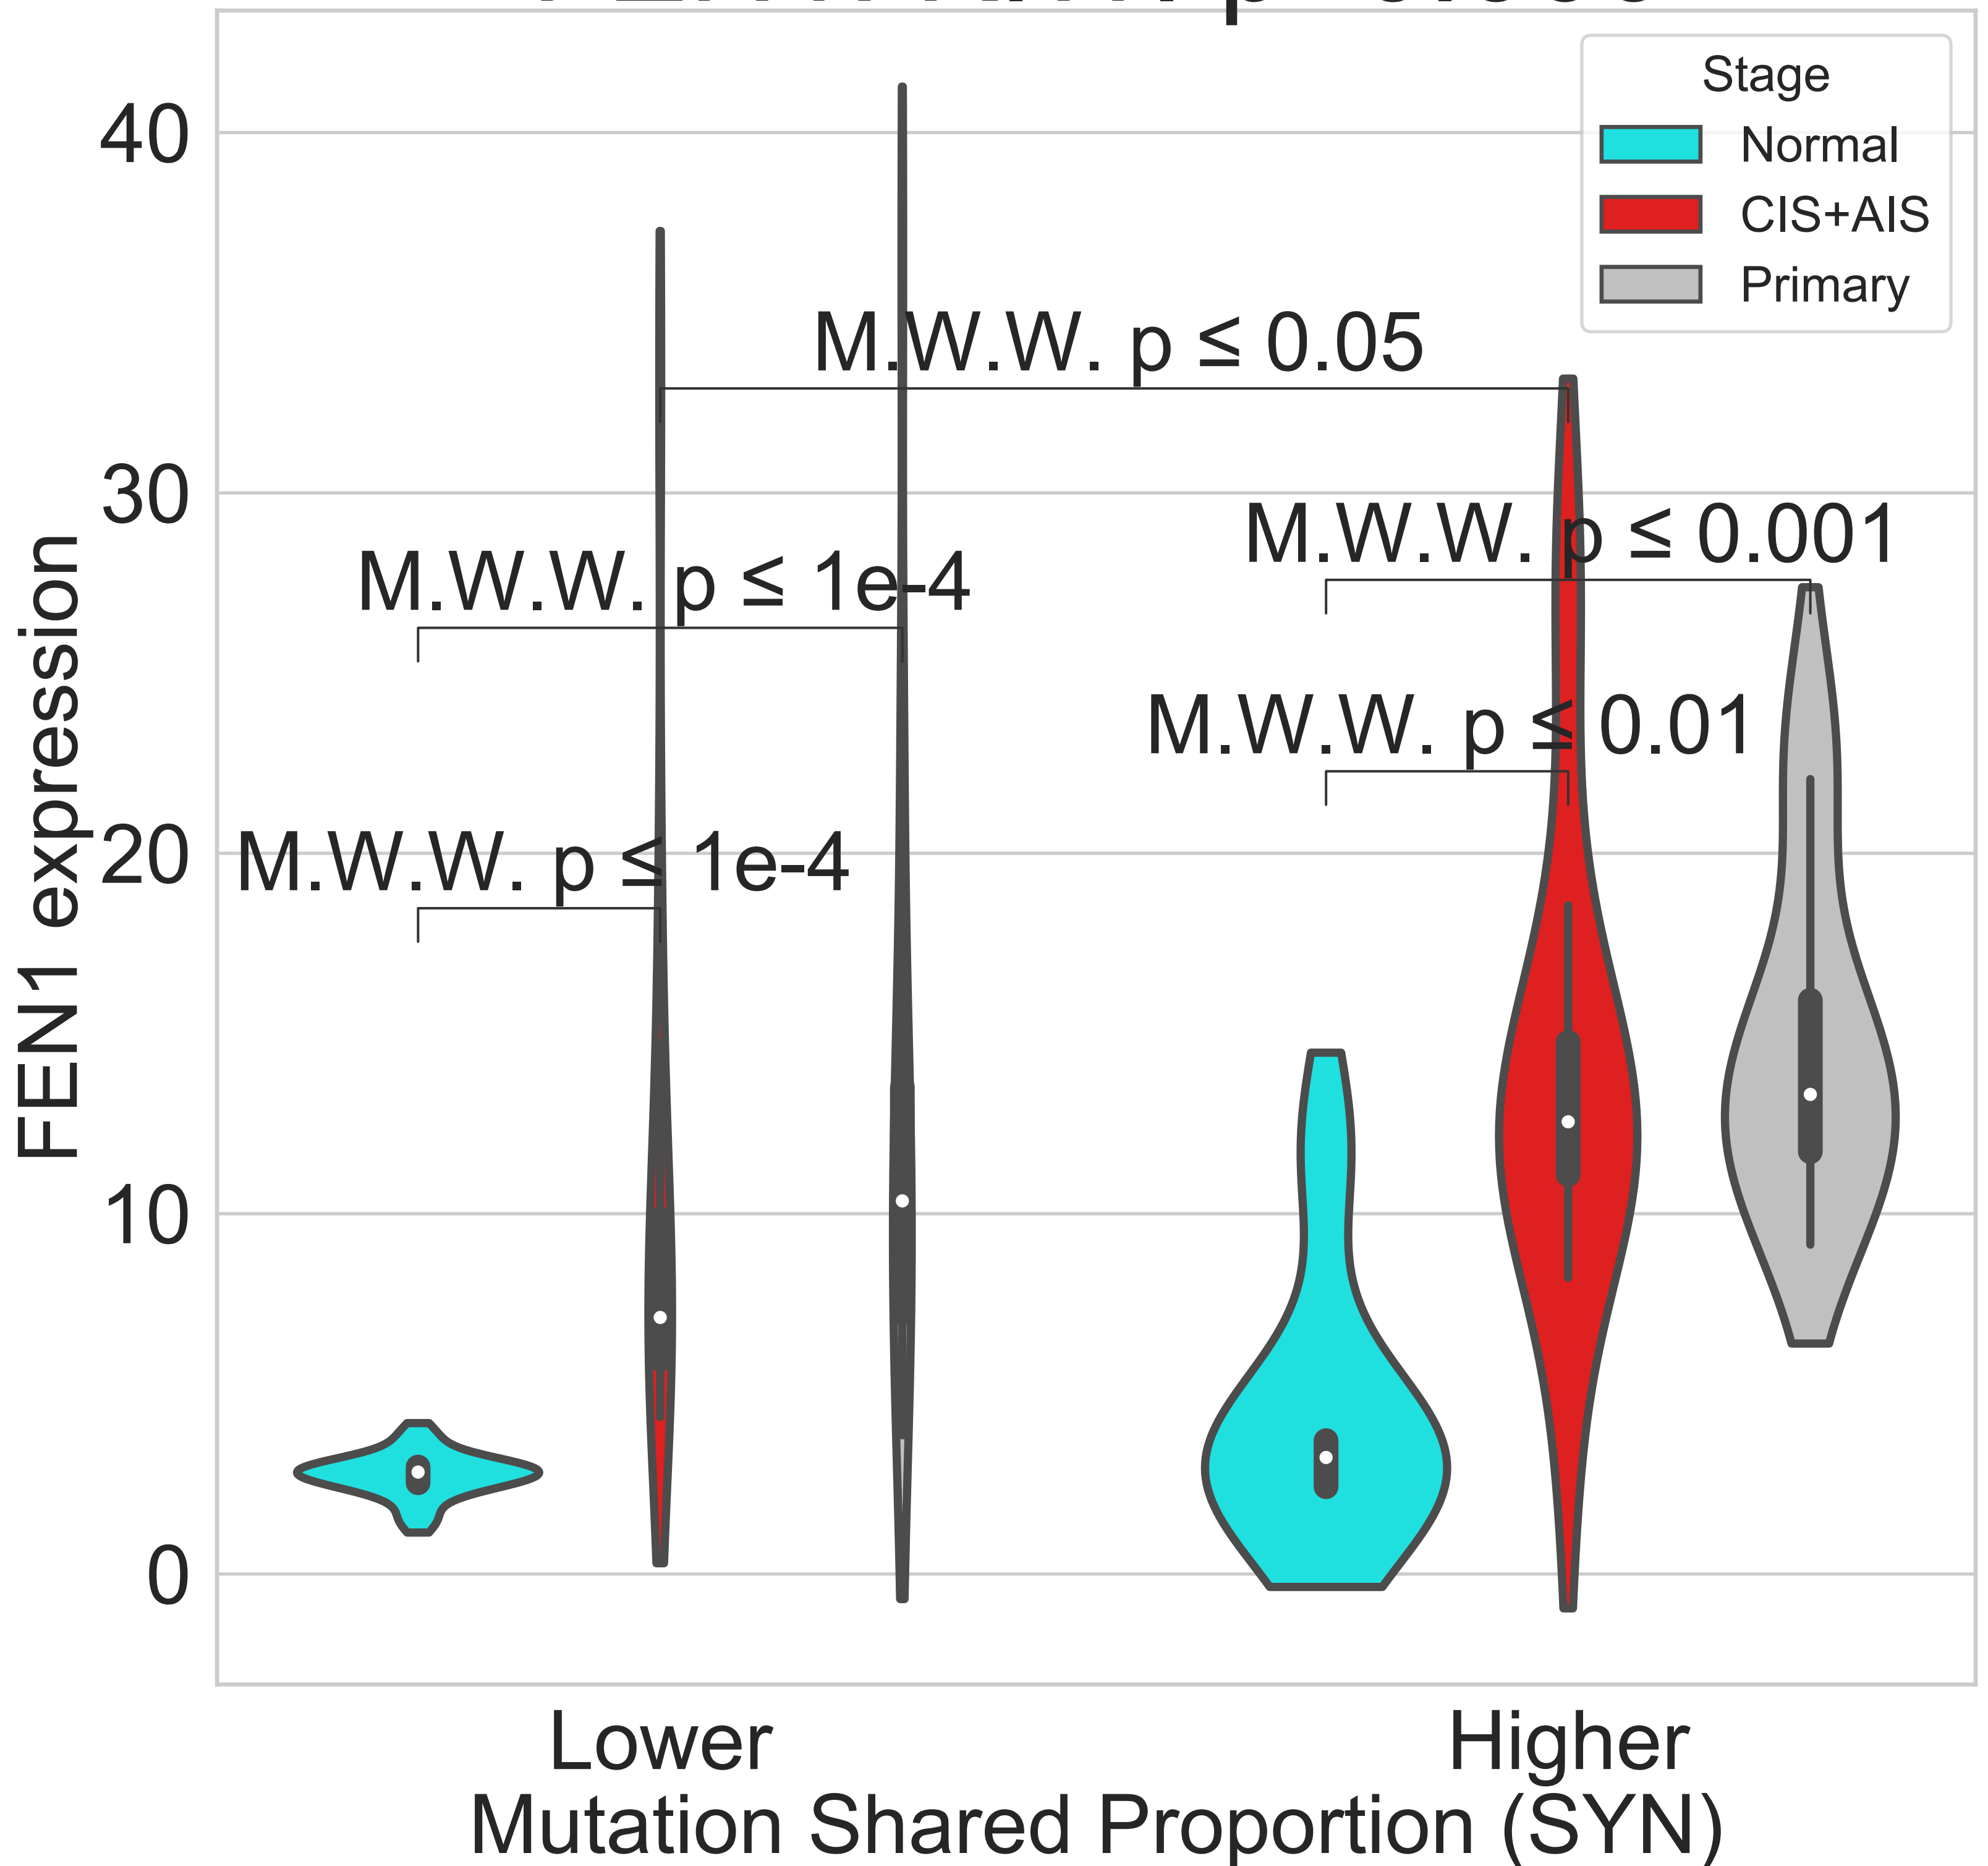 Stage
Normal
CIS+AIS
Primary
40
30
20
10
0
FEN1 expression
M.W.W. p ≤ 0.05
M.W.W. p ≤ 0.001
M.W.W. p ≤ 1e-4
M.W.W. p ≤ 0.01
M.W.W. p ≤ 1e-4
Lower
Higher
Mutation Shared Proportion (SYN)